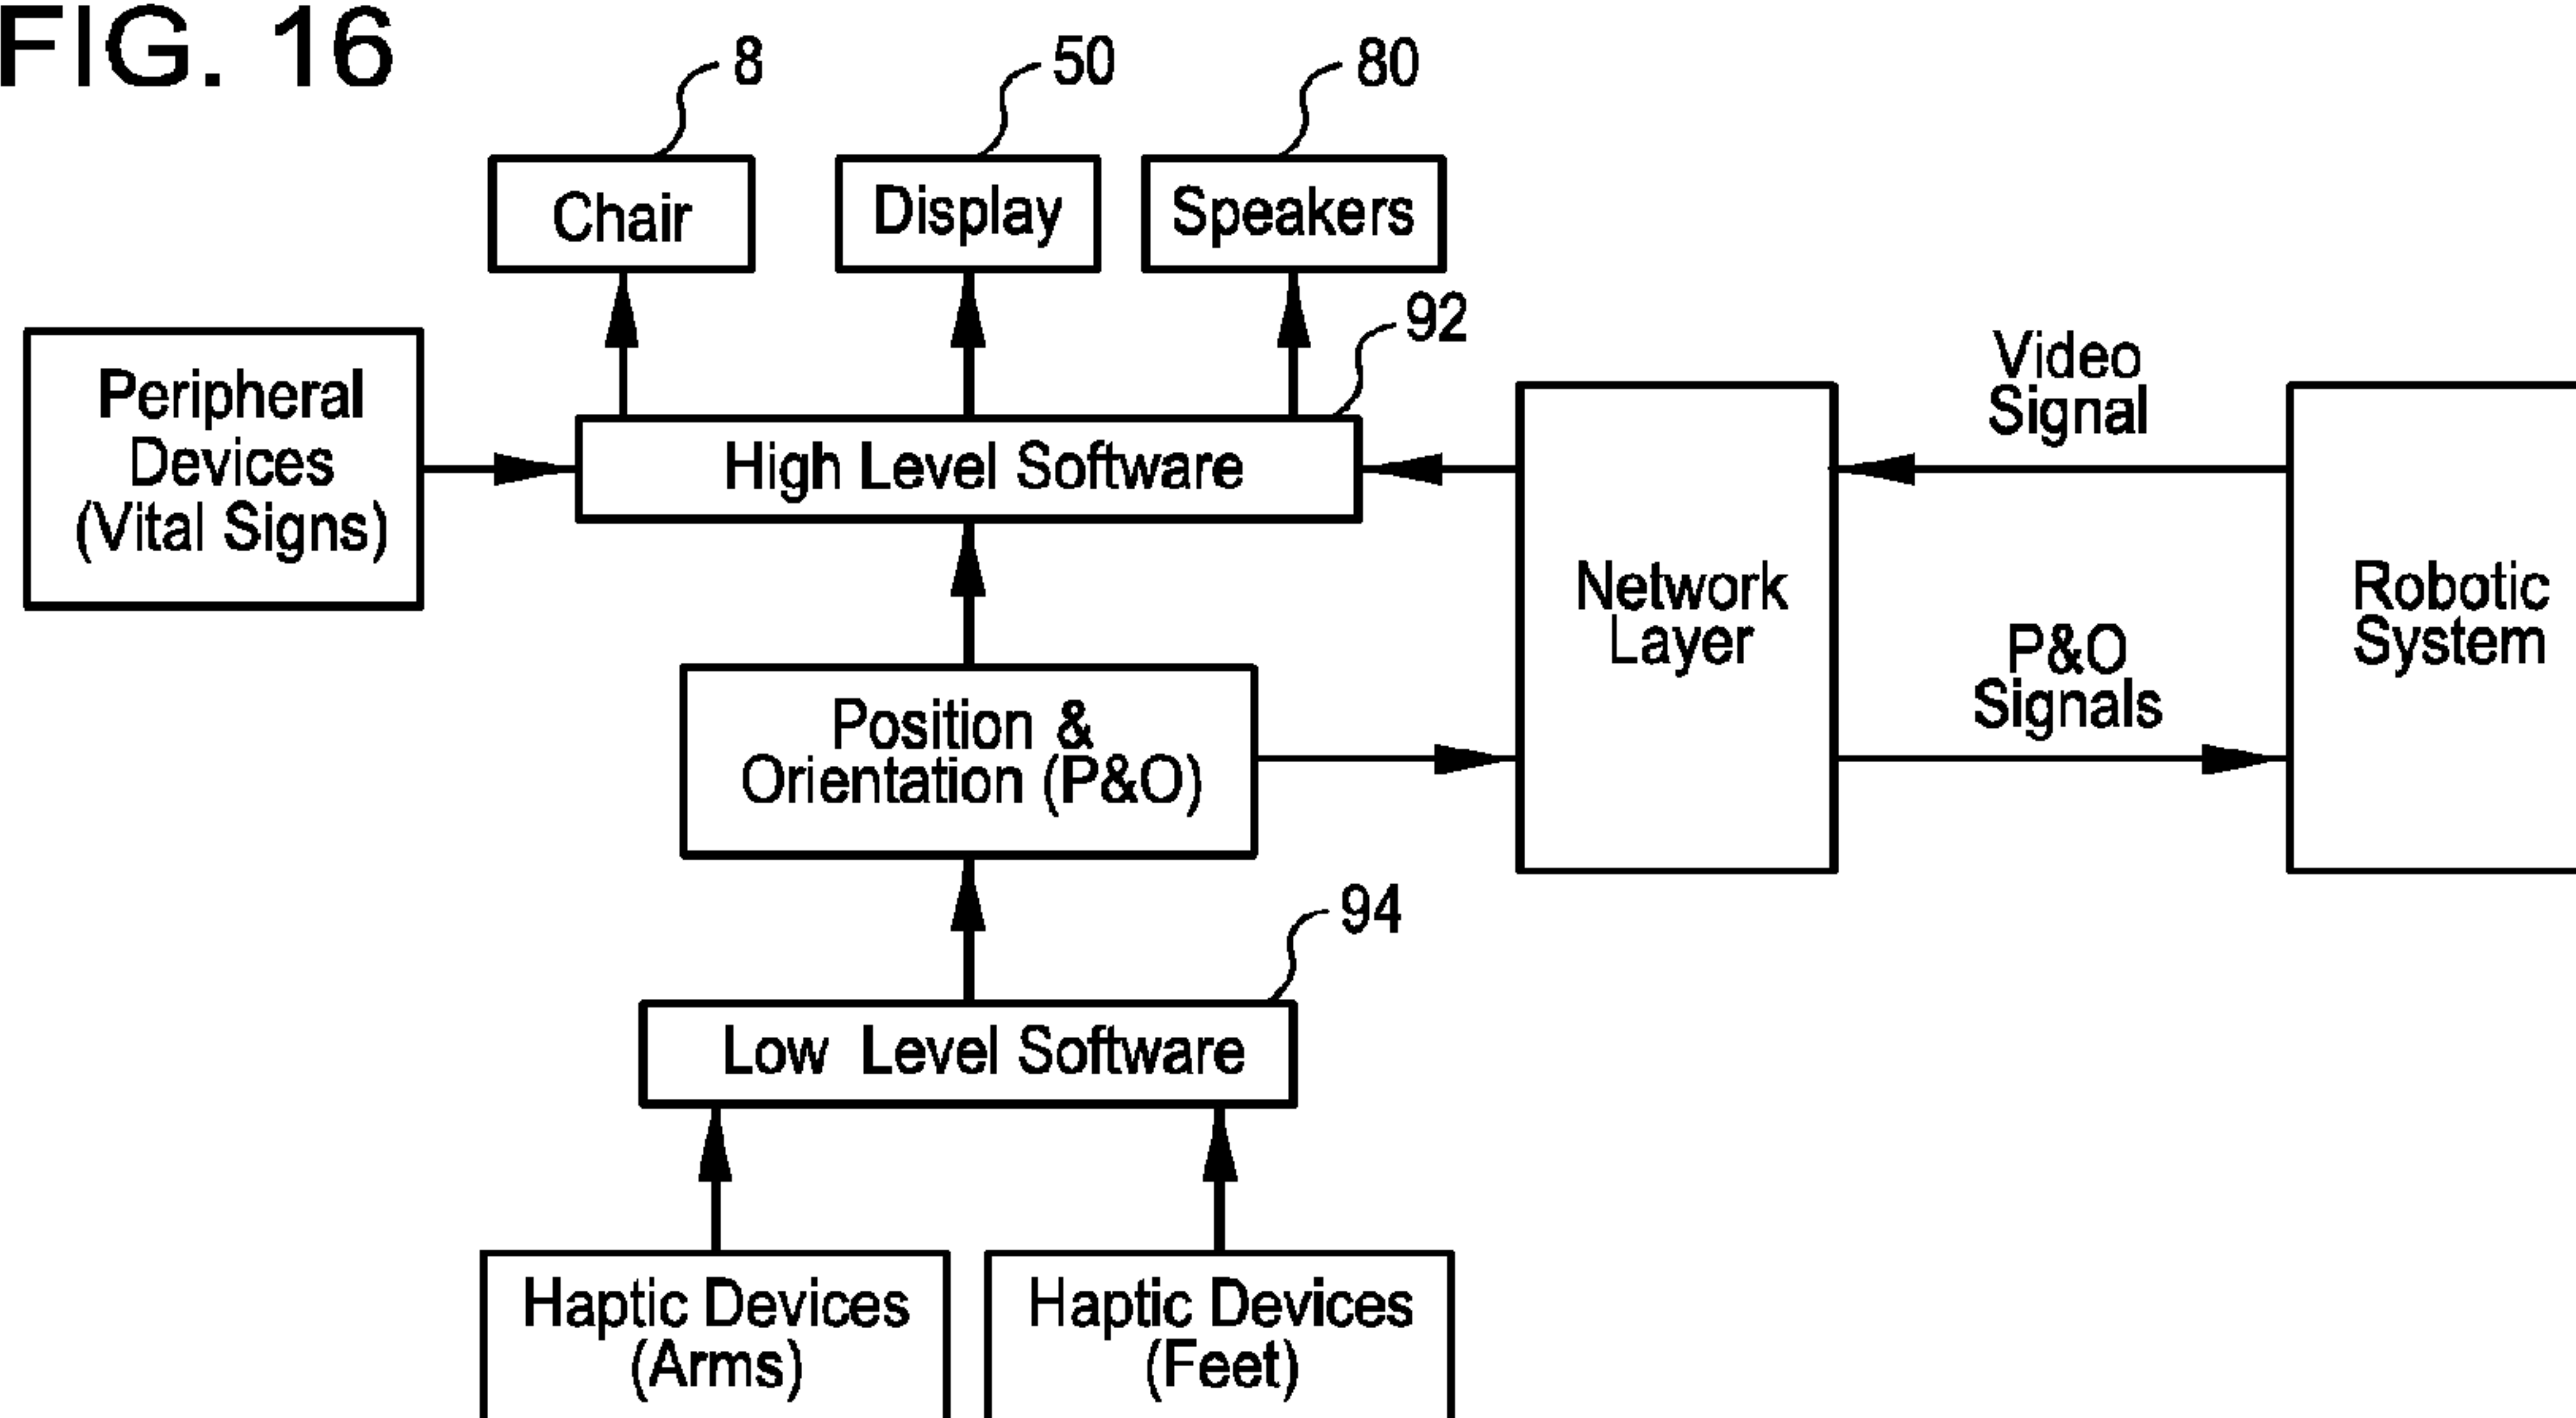 FIG. 16
8
50
80
Chair
Display
Speakers
92
Peripheral
Devices
(Vital Signs)
High Level Software
Video
Signal
Network
Layer
Robotic
System
P&O
Signals
Position &
Orientation (P&O)
94
Low Level Software
Haptic Devices
(Arms)
Haptic Devices
(Feet)